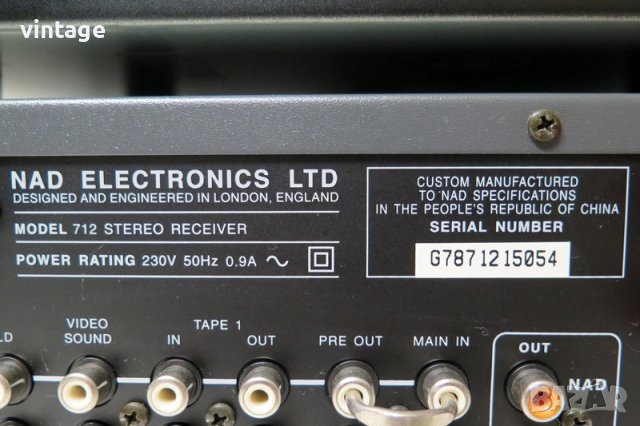 vintage
NAD ELECTRONICS LTD
DESIGNED AND ENGINEERED IN LONDON, ENGLAND
MODEL 712 STEREO RECEIVER
POWER RATING 230V 50Hz 0.9A
CUSTOM MANUFACTURED
TO NAD SPECIFICATIONS
IN THE PEOPLE'S REPUBLIC OF CHINA
SERIAL NUMBER
G7871215054
LD
VIDEO
SOUND
TAPE 1
IN
OUT
PRE OUT
MAIN IN
OUT
NAD
BAZAR